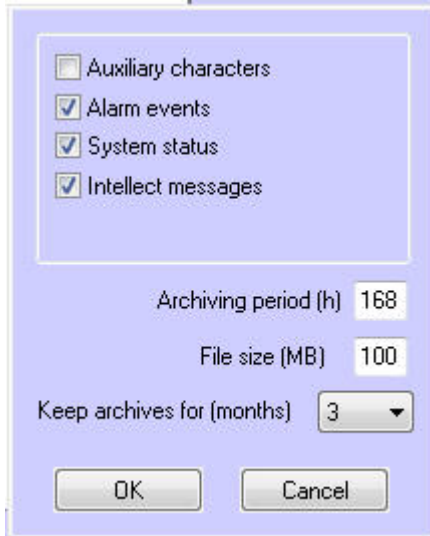 Auxiliary characters
Alarm events
System status
Intellect messages
Archiving period (h) 168
File size (MB) 100
Keep archives for (months) 3
OK Cancel